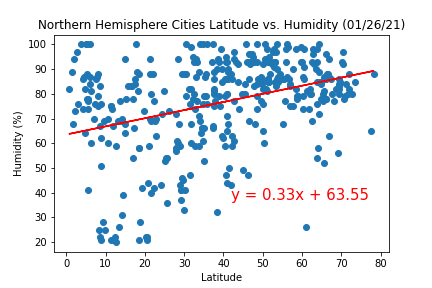 Northern Hemisphere Cities Latitude vs. Humidity (01/26/21)
100
90
80
70
60
50
40
30
20
Humidity (%)
y = 0.33x + 63.55
0 10 20 30 40 50 60 70 80
Latitude